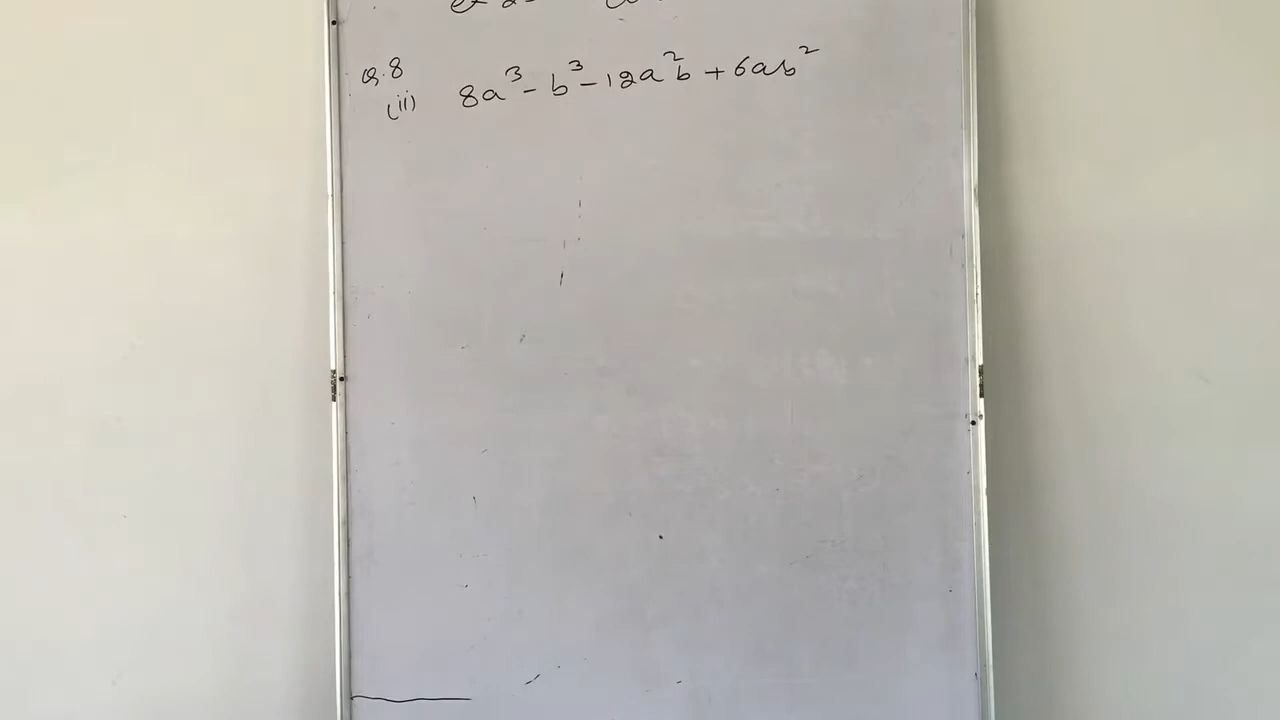 Q.8
(ii) 8a³ - b³ - 12a²b + 6ab²